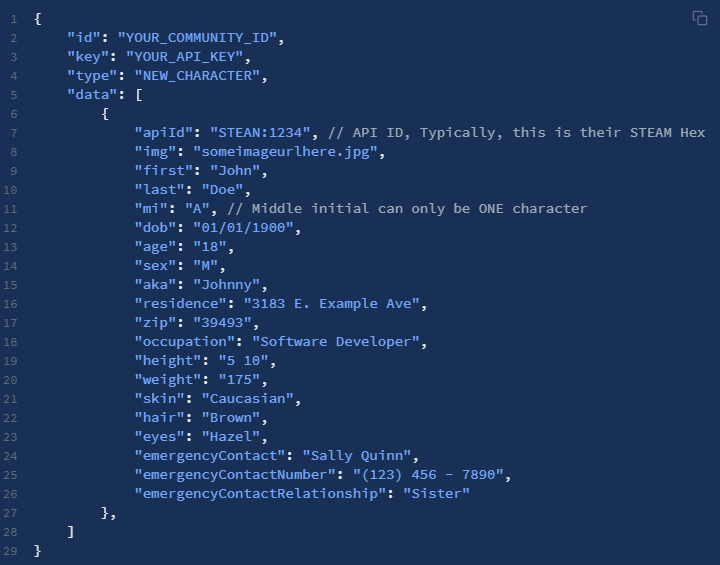 1 {
2 "id": "YOUR_COMMUNITY_ID",
3 "key": "YOUR_API_KEY",
4 "type": "NEW_CHARACTER",
5 "data": [
6 {
7 "apiId": "STEAN:1234", // API ID, Typically, this is their STEAM Hex
8 "img": "someimageurlhere.jpg",
9 "first": "John",
10 "last": "Doe",
11 "mi": "A", // Middle initial can only be ONE character
12 "dob": "01/01/1900",
13 "age": "18",
14 "sex": "M",
15 "aka": "Johnny",
16 "residence": "3183 E. Example Ave",
17 "zip": "39493",
18 "occupation": "Software Developer",
19 "height": "5 10",
20 "weight": "175",
21 "skin": "Caucasian",
22 "hair": "Brown",
23 "eyes": "Hazel",
24 "emergencyContact": "Sally Quinn",
25 "emergencyContactNumber": "(123) 456 - 7890",
26 "emergencyContactRelationship": "Sister"
27 },
28 ]
29 }